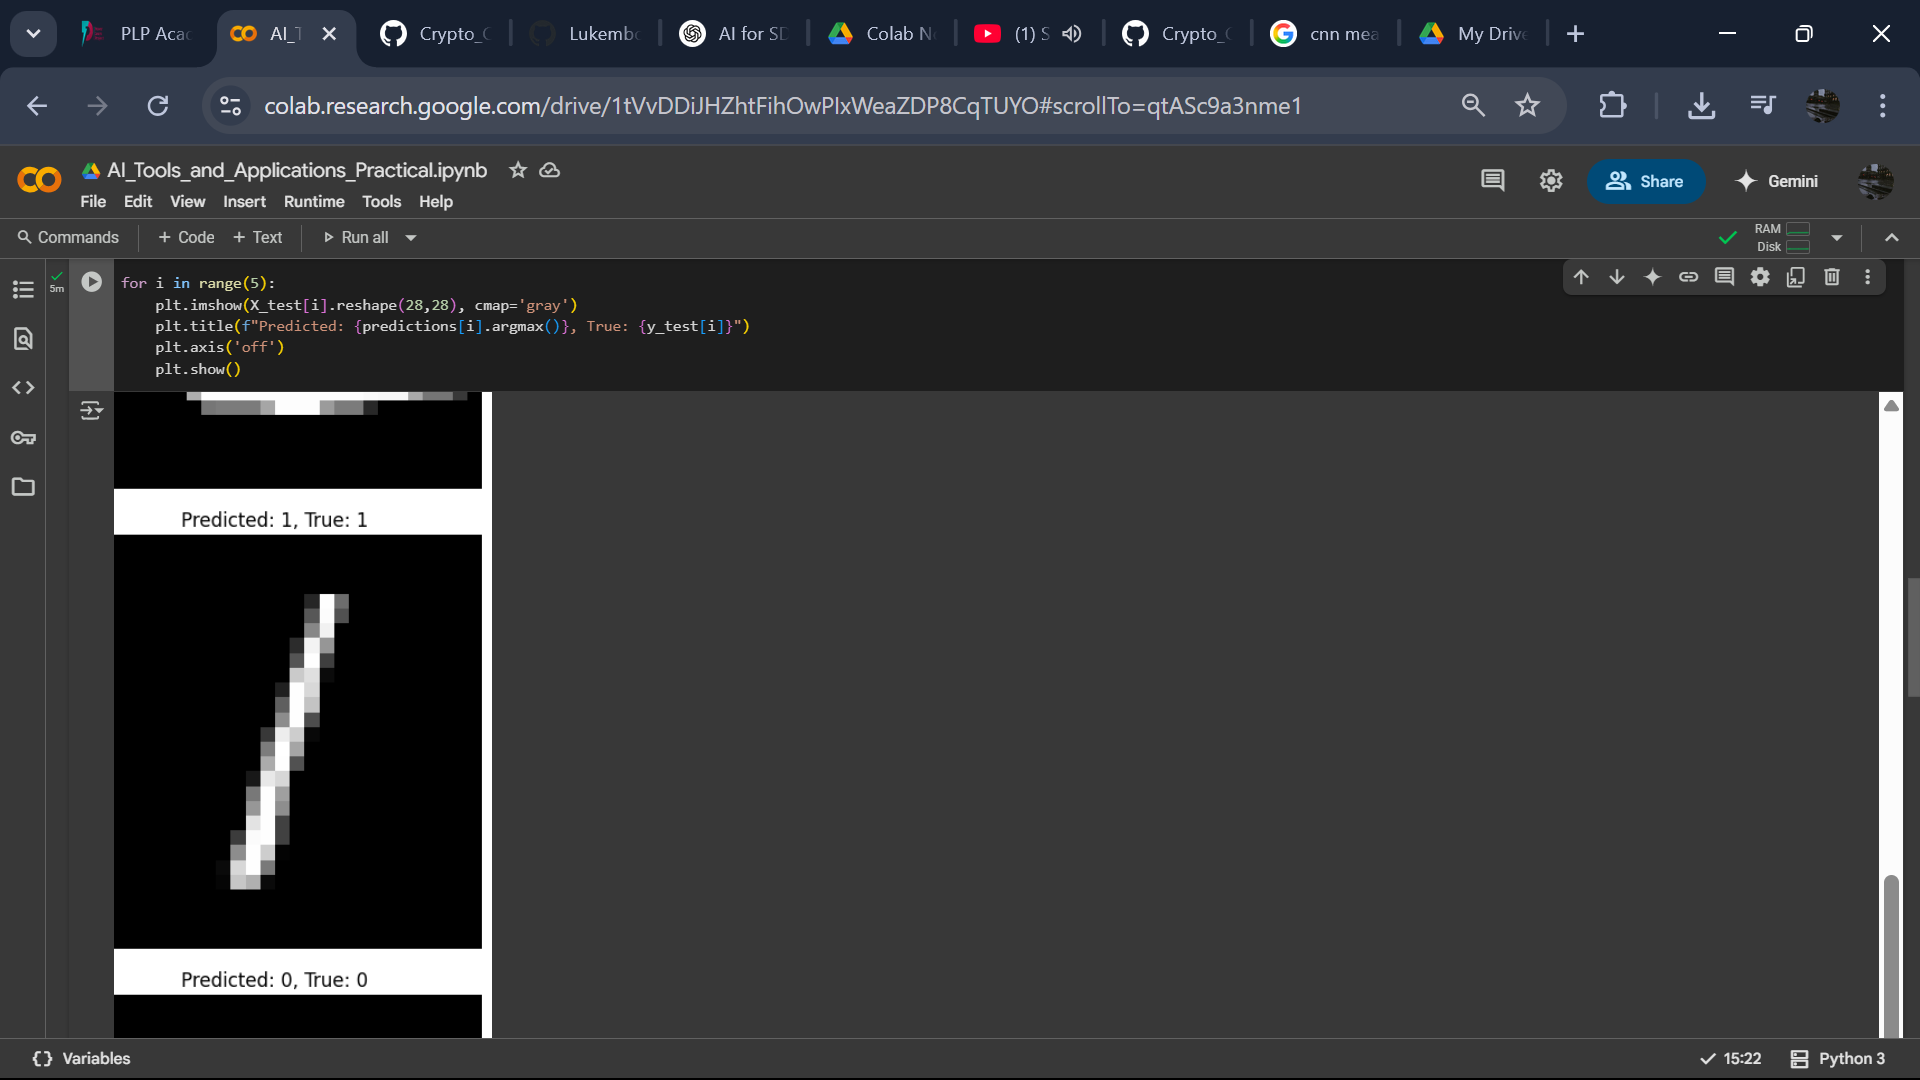 PLP Acac
AI_T
Crypto_C
Lukembc
AI for SD
Colab N
(1) S
Crypto_C
cnn mea
My Drive
colab.research.google.com/drive/1tVvDDiJHZhtFihOwPlxWeaZDP8CqTUYO#scrollTo=qtASc9a3nme1
AI_Tools_and_Applications_Practical.ipynb
File Edit View Insert Runtime Tools Help
Share
Gemini
Commands + Code + Text Run all
RAM
Disk
5m
for i in range(5):
    plt.imshow(X_test[i].reshape(28,28), cmap='gray')
    plt.title(f"Predicted: {predictions[i].argmax()}, True: {y_test[i]}")
    plt.axis('off')
    plt.show()
Predicted: 1, True: 1
Predicted: 0, True: 0
{} Variables
15:22
Python 3